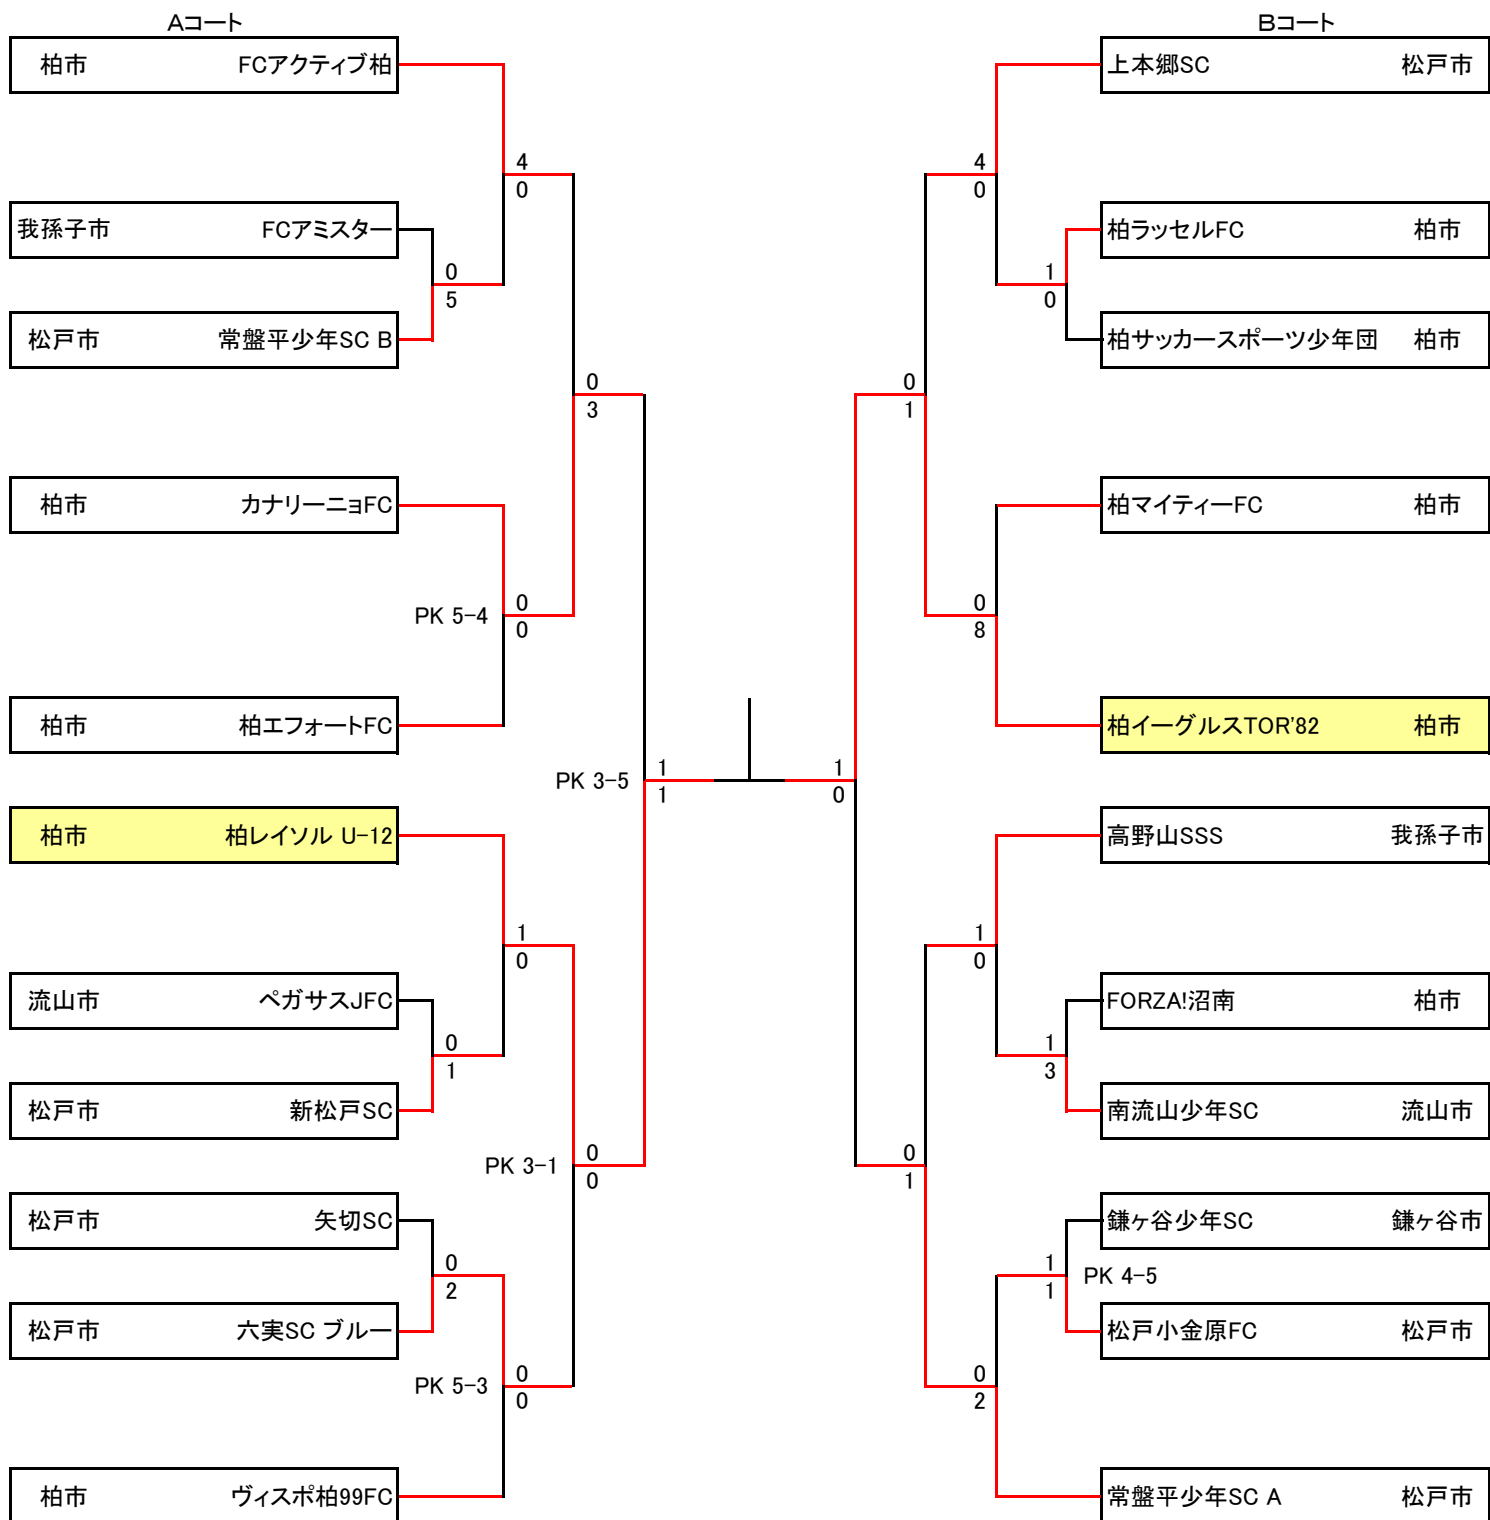 Aコート Bコート
柏市 FCアクティブ柏 上本郷SC 松戸市
4 4
0 0
我孫子市 FCアミスター 柏ラッセルFC 柏市
0 1
5 0
松戸市 常盤平少年SC B 柏サッカースポーツ少年団 柏市
0 0
3 1
柏市 カナリーニョFC 柏マイティーFC 柏市
0 0
PK 5-4
0 8
柏市 柏エフォートFC 柏イーグルスTOR'82 柏市
1 1
PK 3-5
1 0
柏市 柏レイソル U-12 高野山SSS 我孫子市
1 1
0 0
流山市 ペガサスJFC FORZA!沼南 柏市
0 1
1 3
松戸市 新松戸SC 南流山少年SC 流山市
0 0
PK 3-1
0 1
松戸市 矢切SC 鎌ヶ谷少年SC 鎌ヶ谷市
0 1
PK 4-5
2 1
松戸市 六実SC ブルー 松戸小金原FC 松戸市
0 0
PK 5-3
0 2
柏市 ヴィスポ柏99FC 常盤平少年SC A 松戸市